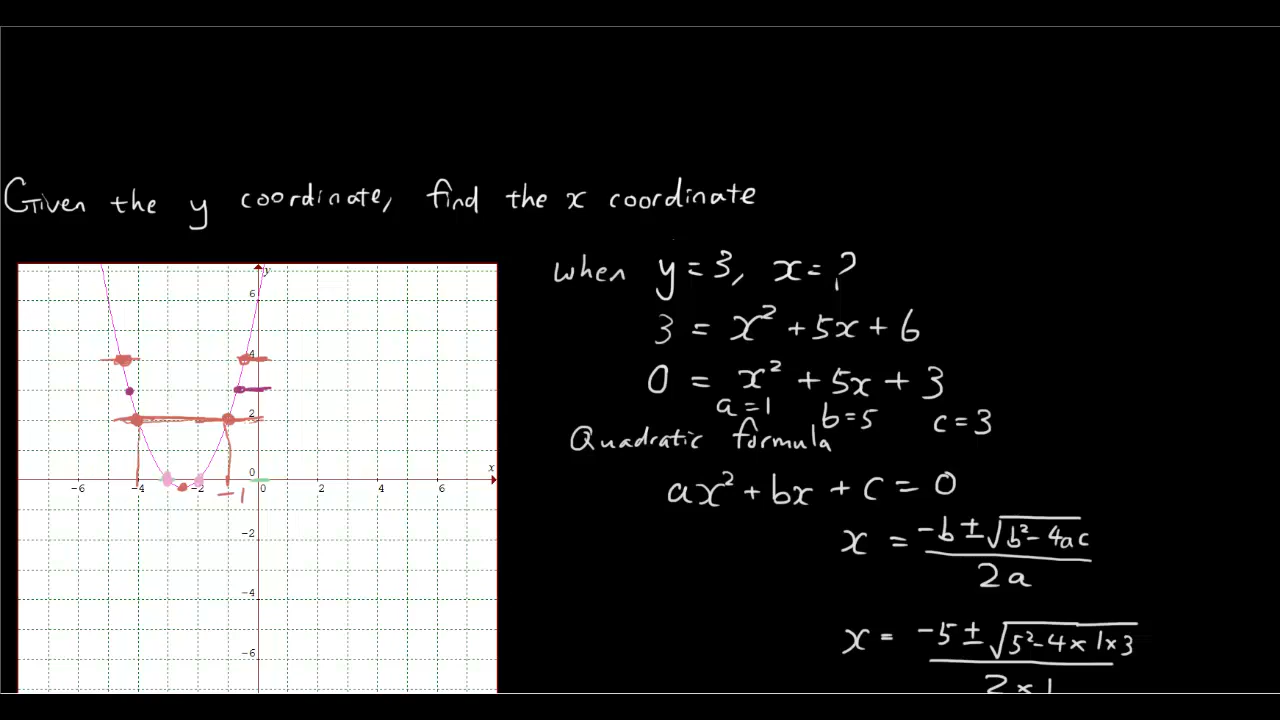 Given the y coordinate, find the x coordinate
when y = 3, x = ?
3 = x² + 5x + 6
0 = x² + 5x + 3
a = 1 b = 5 c = 3
Quadratic formula
ax² + bx + c = 0
x = (-b ± √(b² - 4ac)) / 2a
x = (-5 ± √(5² - 4 × 1 × 3)) / 2 × 1
y
6
4
2
0
x
-6 -4 -2 0 2 4 6
-1
-2
-4
-6